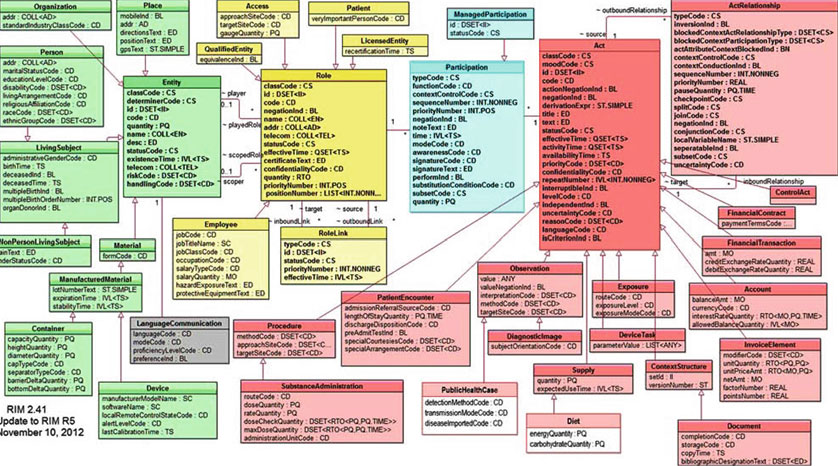 Organization
addr : COLL<AD>
standardIndustryClassCode : CD
Place
mobileInd : BL
addr : AD
directionsText : ED
positionText : ED
gpsText : ST.SIMPLE
Access
approachSiteCode : CD
targetSiteCode : CD
gaugeQuantity : PQ
Patient
veryImportantPersonCode : CD
ManagedParticipation
id : DSET<II>
statusCode : CS
~ outboundRelationship
ActRelationship
typeCode : CS
inversionInd : BL
blockedContextActRelationshipType : DSET<CS>
blockedContextParticipationType : DSET<CS>
actAttributeContextBlockedInd : BN
contextControlCode : CS
contextConductionInd : BL
sequenceNumber : INT.NONNEG
priorityNumber : REAL
pauseQuantity : PQ.TIME
checkpointCode : CS
splitCode : CS
joinCode : CS
negationInd : BL
conjunctionCode : CS
localVariableName : ST.SIMPLE
seperatableInd : BL
subsetCode : CS
uncertaintyCode : CD
Person
addr : COLL<AD>
maritalStatusCode : CD
educationLevelCode : CD
disabilityCode : DSET<CD>
livingArrangementCode : CD
religiousAffiliationCode : CD
raceCode : DSET<CD>
ethnicGroupCode : DSET<CD>
QualifiedEntity
equivalenceInd : BL
LicensedEntity
recertificationTime : TS
~ source
1
Entity
classCode : CS
determinerCode : CS
id : DSET<II>
code : CD
quantity : PQ
name : COLL<EN>
desc : ED
statusCode : CS
existenceTime : IVL<TS>
telecom : COLL<TEL>
riskCode : DSET<CD>
handlingCode : DSET<CD>
~ player
0..1
~ playedRole
~ scopedRole
0..1
~ scoper
Role
classCode : CS
id : DSET<II>
code : CD
negationInd : BL
name : COLL<EN>
addr : COLL<AD>
telecom : COLL<TEL>
statusCode : CS
effectiveTime : QSET<TS>
certificateText : ED
confidentialityCode : CD
quantity : RTO
priorityNumber : INT.POS
positionNumber : LIST<INT.NONN...
1
Participation
typeCode : CS
functionCode : CD
contextControlCode : CS
sequenceNumber : INT.NONNEG
priorityNumber : INT.POS
negationInd : BL
noteText : ED
time : IVL<TS>
modeCode : CD
awarenessCode : CD
signatureCode : CD
signatureText : ED
performInd : BL
substitutionConditionCode : CD
subsetCode : CS
quantity : PQ
1
Act
classCode : CS
moodCode : CS
id : DSET<II>
code : CD
actionNegationInd : BL
negationInd : BL
derivationExpr : ST.SIMPLE
title : ED
text : ED
statusCode : CS
effectiveTime : QSET<TS>
activityTime : QSET<TS>
availabilityTime : TS
priorityCode : DSET<CD>
confidentialityCode : CD
repeatNumber : IVL<INT.NONNEG>
interruptibleInd : BL
levelCode : CD
independentInd : BL
uncertaintyCode : CD
reasonCode : DSET<CD>
languageCode : CD
isCriterionInd : BL
LivingSubject
administrativeGenderCode : CD
birthTime : TS
deceasedInd : BL
deceasedTime : TS
multipleBirthInd : BL
multipleBirthOrderNumber : INT.POS
organDonorInd : BL
~ inboundRelationship
~ target
1
ControlAct
FinancialContract
paymentTermsCode :...
FinancialTransaction
amt : MO
creditExchangeRateQuantity : REAL
debitExchangeRateQuantity : REAL
target
~ source
1
1
inboundLink
~ outboundLink
Employee
jobCode : CD
jobTitleName : SC
jobClassCode : CD
occupationCode : CD
salaryTypeCode : CD
salaryQuantity : MO
hazardExposureText : ED
protectiveEquipmentText : ED
RoleLink
typeCode : CS
id : DSET<II>
statusCode : CS
priorityNumber : INT.NONNEG
effectiveTime : IVL<TS>
onPersonLivingSubject
Material
formCode : CD
ManufacturedMaterial
lotNumberText : ST.SIMPLE
expirationTime : IVL<TS>
stabilityTime : IVL<TS>
Observation
value : ANY
valueNegationInd : BL
interpretationCode : DSET<CD>
methodCode : DSET<CD>
targetSiteCode : DSET<CD>
Exposure
routeCode : CD
exposureLevel : CD
exposureModeCode : CD
Account
balanceAmt : MO
currencyCode : CD
interestRateQuantity : RTO<MO,PQ.TIME>
allowedBalanceQuantity : IVL<MO>
PatientEncounter
admissionReferralSourceCode : CD
lengthOfStayQuantity : PQ.TIME
dischargeDispositionCode : CD
preAdmitTestInd : BL
specialCourtesiesCode : DSET<CD>
specialArrangementCode : DSET<CD>
Container
capacityQuantity : PQ
heightQuantity : PQ
diameterQuantity : PQ
capTypeCode : CD
separatorTypeCode : CD
barrierDeltaQuantity : PQ
bottomDeltaQuantity : PQ
LanguageCommunication
languageCode : CD
modeCode : CD
proficiencyLevelCode : CD
preferenceInd : BL
Procedure
methodCode : DSET<CD>
approachSiteCode : DSET<C...
targetSiteCode : DSET<CD>
DiagnosticImage
subjectOrientationCode : CD
DeviceTask
parameterValue : LIST<ANY>
InvoiceElement
modifierCode : DSET<CD>
unitQuantity : RTO<PQ,PQ>
unitPriceAmt : RTO<MO,PQ>
netAmt : MO
factorNumber : REAL
pointsNumber : REAL
Supply
quantity : PQ
expectedUseTime : IVL<TS>
ContextStructure
setId : II
versionNumber : ST
Device
manufacturerModelName : SC
softwareName : SC
localRemoteControlStateCode : CD
alertLevelCode : CD
lastCalibrationTime : TS
SubstanceAdministration
routeCode : CD
doseQuantity : PQ
rateQuantity : PQ
doseCheckQuantity : DSET<RTO<PQ,PQ.TIME>>
maxDoseQuantity : DSET<RTO<PQ,PQ.TIME>>
administrationUnitCode : CD
PublicHealthCase
detectionMethodCode : CD
transmissionModeCode : CD
diseaseImportedCode : CD
Diet
energyQuantity : PQ
carbohydrateQuantity : PQ
Document
completionCode : CD
storageCode : CD
copyTime : TS
bibliographicDesignationText : DSET<ED>
RIM 2.41
Update to RIM R5
November 10, 2012